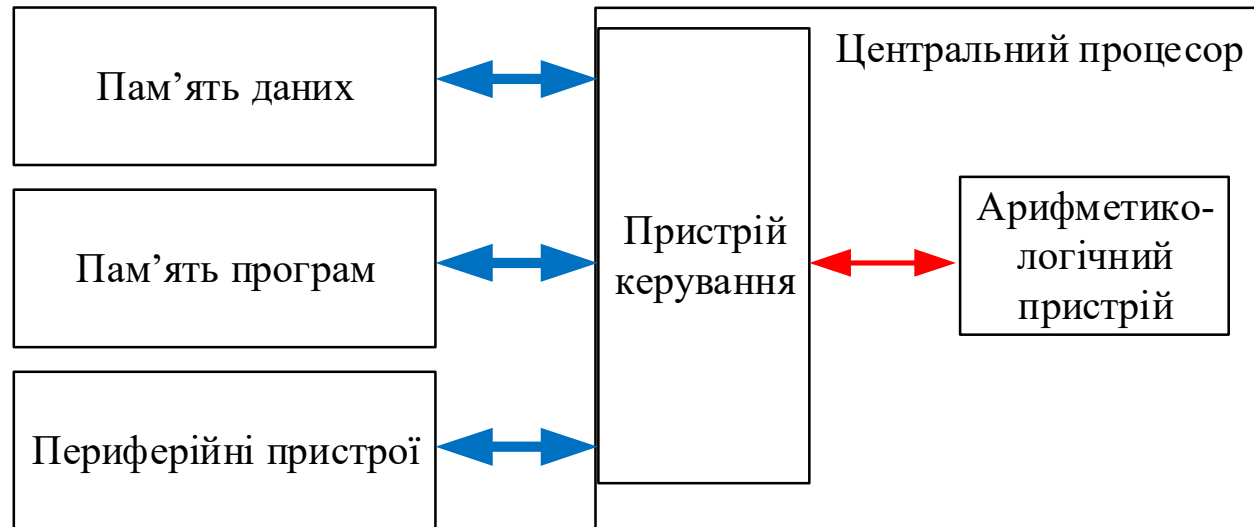 Пам’ять даних
Пам’ять програм
Периферійні пристрої
Центральний процесор
Пристрій
керування
Арифметико-
логічний
пристрій